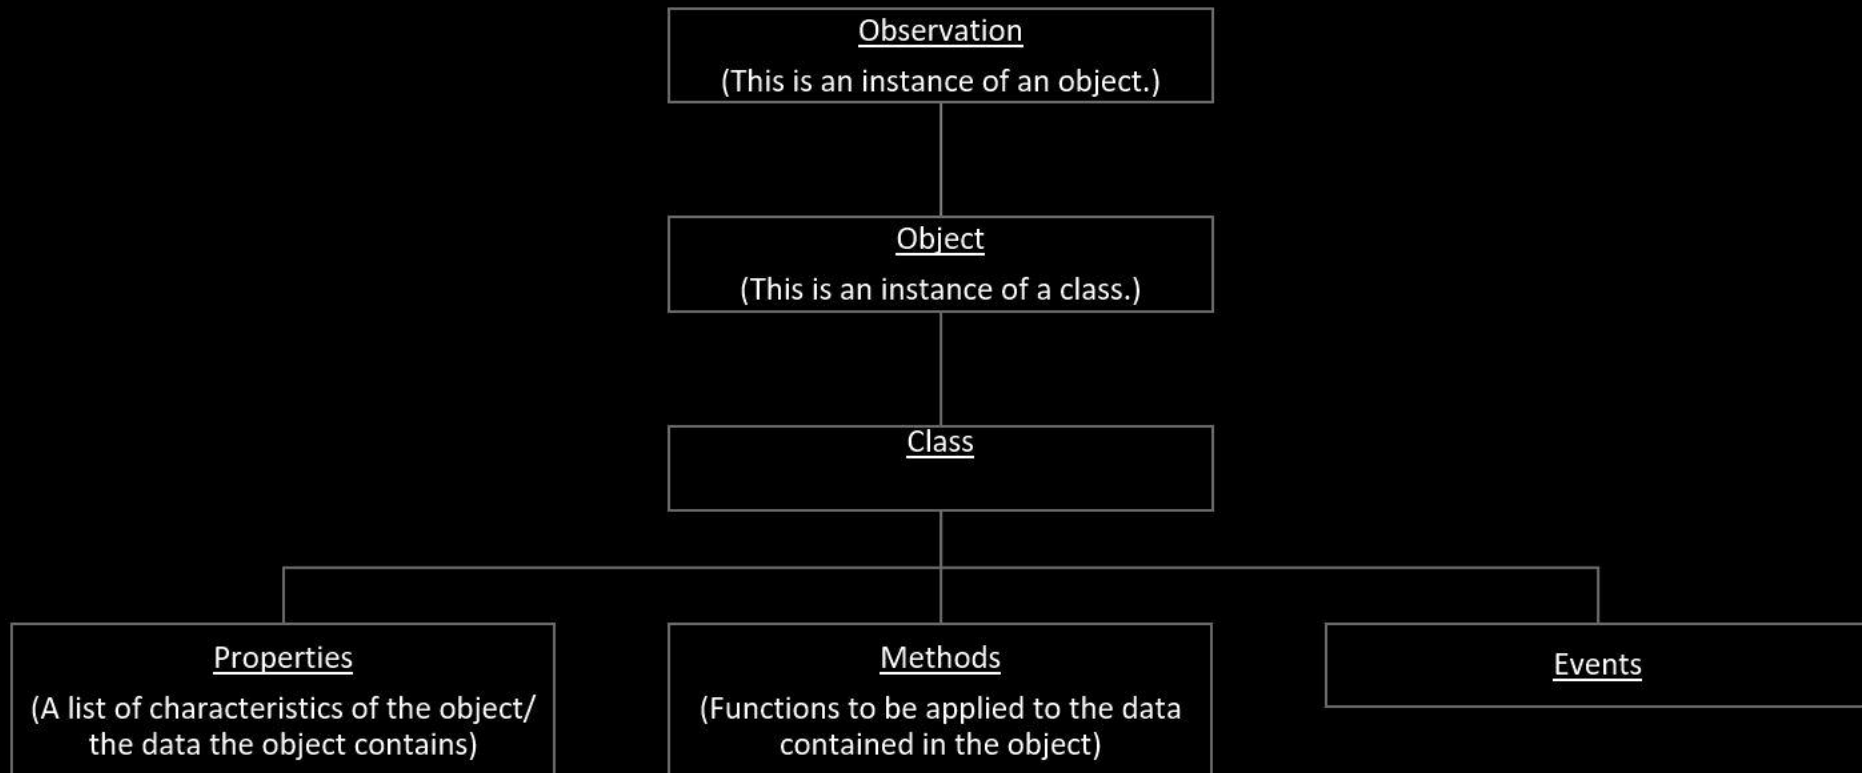 Observation
(This is an instance of an object.)
Object
(This is an instance of a class.)
Class
Properties
(A list of characteristics of the object/
the data the object contains)
Methods
(Functions to be applied to the data
contained in the object)
Events